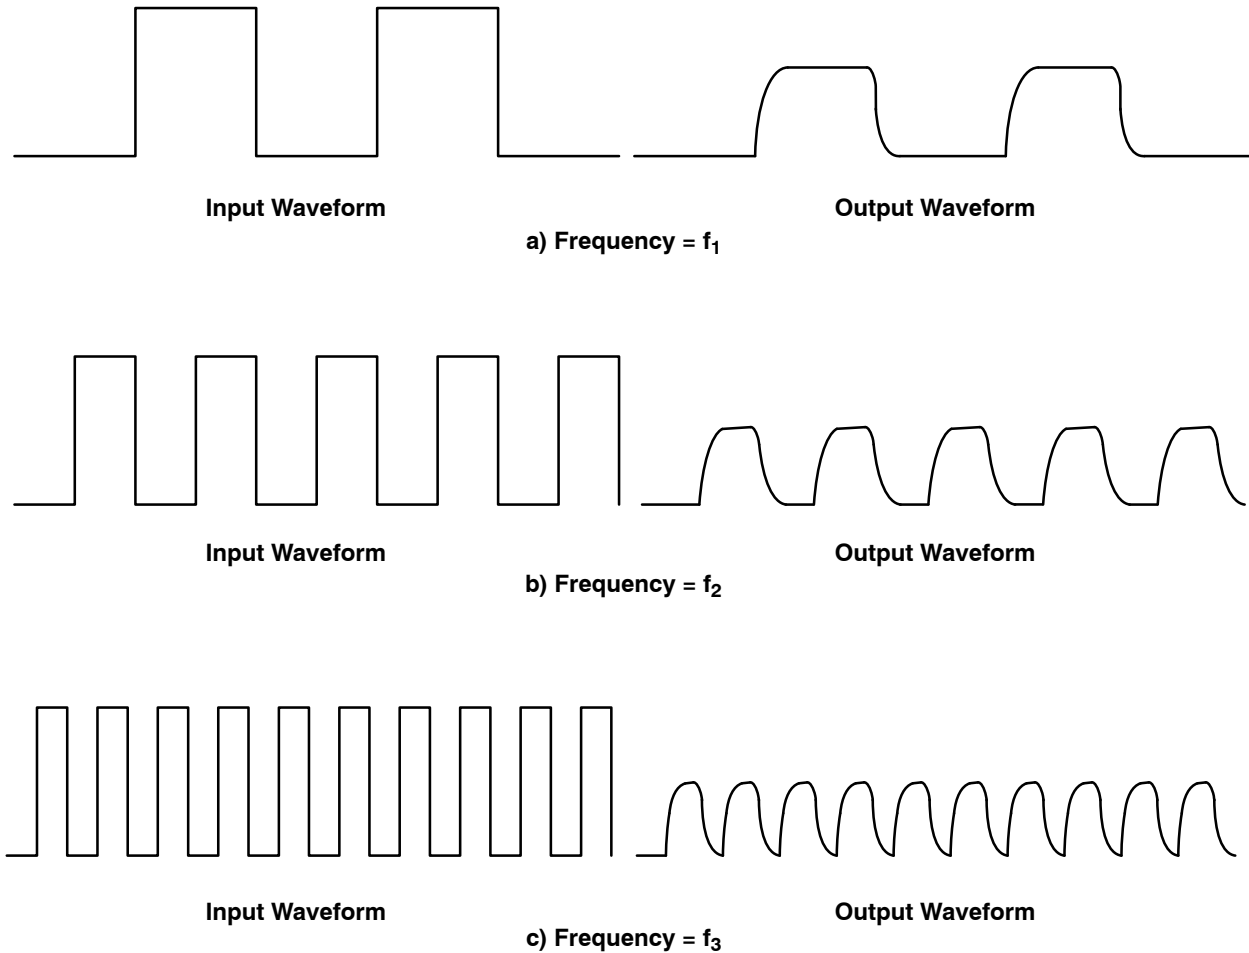 Input Waveform
Output Waveform
a) Frequency = f1
Input Waveform
Output Waveform
b) Frequency = f2
Input Waveform
Output Waveform
c) Frequency = f3